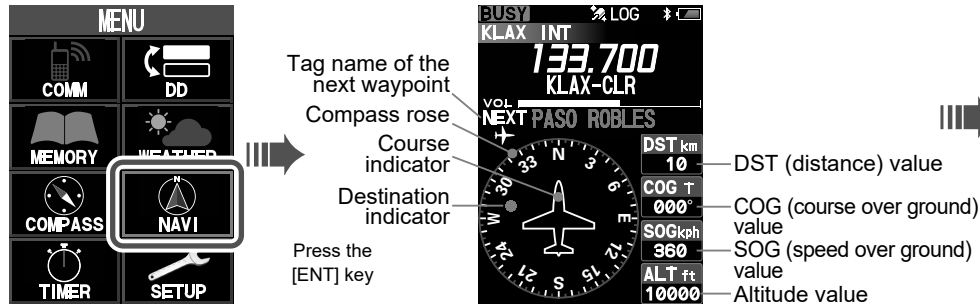 MENU
COMM
DD
MEMORY
WEATHER
COMPASS
NAVI
TIMER
SETUP
Tag name of the
next waypoint
Compass rose
Course
indicator
Destination
indicator
Press the
[ENT] key
BUSY LOG
KLAX INT
133.700
KLAX-CLR
VOL
NEXT PASO ROBLES
N
3
6
E
12
15
S
21
24
W
30
33
DST km
10
COG T
000°
SOG kph
360
ALT ft
10000
DST (distance) value
COG (course over ground)
value
SOG (speed over ground)
value
Altitude value